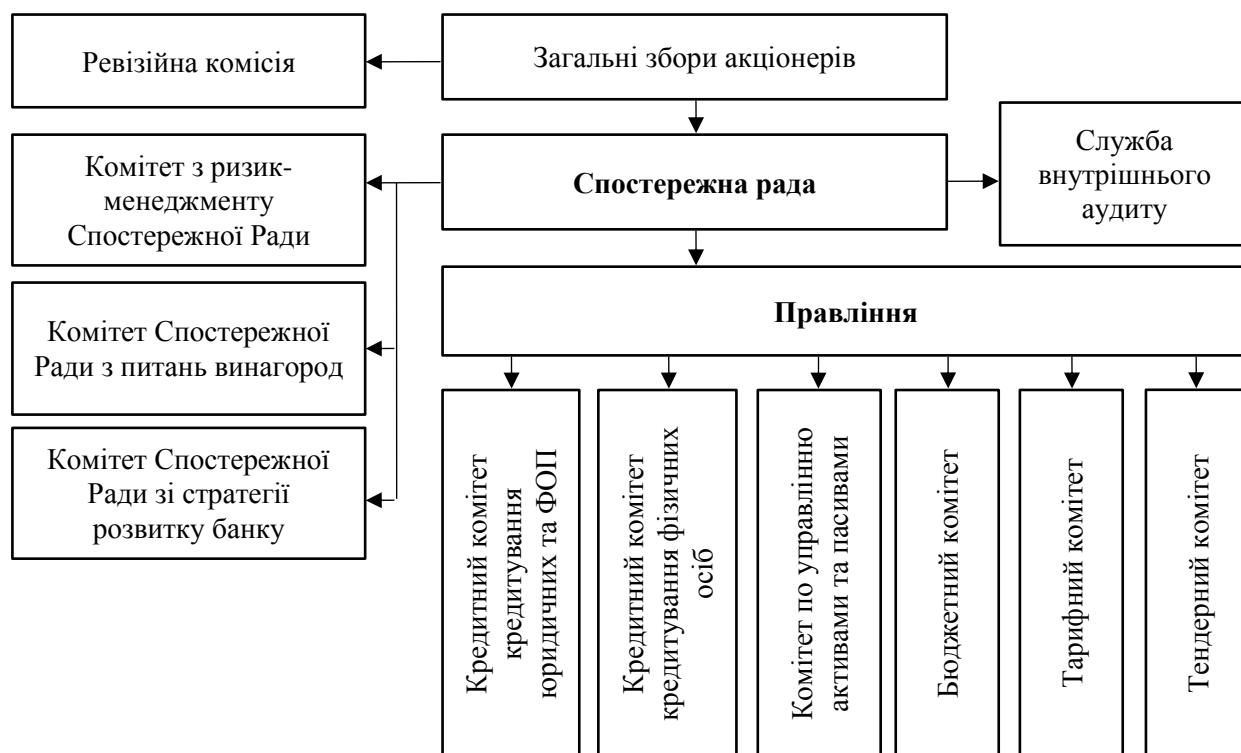 Ревізійна комісія
Загальні збори акціонерів
Комітет з ризик-
менеджменту
Спостережної Ради
Спостережна рада
Служба
внутрішнього
аудиту
Комітет Спостережної
Ради з питань винагород
Правління
Комітет Спостережної
Ради зі стратегії
розвитку банку
Кредитний комітет
кредитування
юридичних та ФОП
Кредитний комітет
кредитування фізичних
осіб
Комітет по управлінню
активами та пасивами
Бюджетний комітет
Тарифний комітет
Тендерний комітет